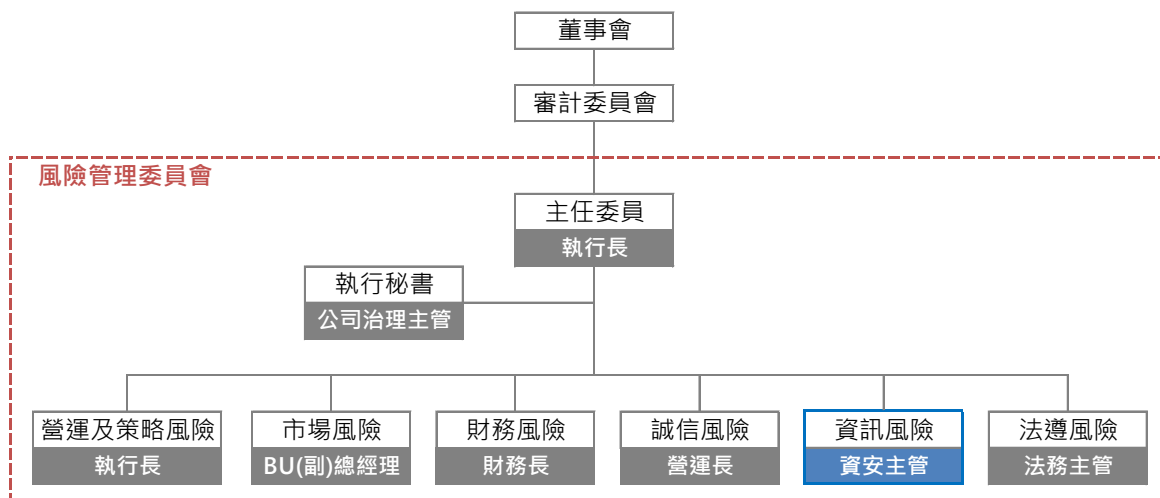 董事會
審計委員會
風險管理委員會
主任委員
執行長
執行秘書
公司治理主管
營運及策略風險
執行長
市場風險
BU(副)總經理
財務風險
財務長
誠信風險
營運長
資訊風險
資安主管
法遵風險
法務主管